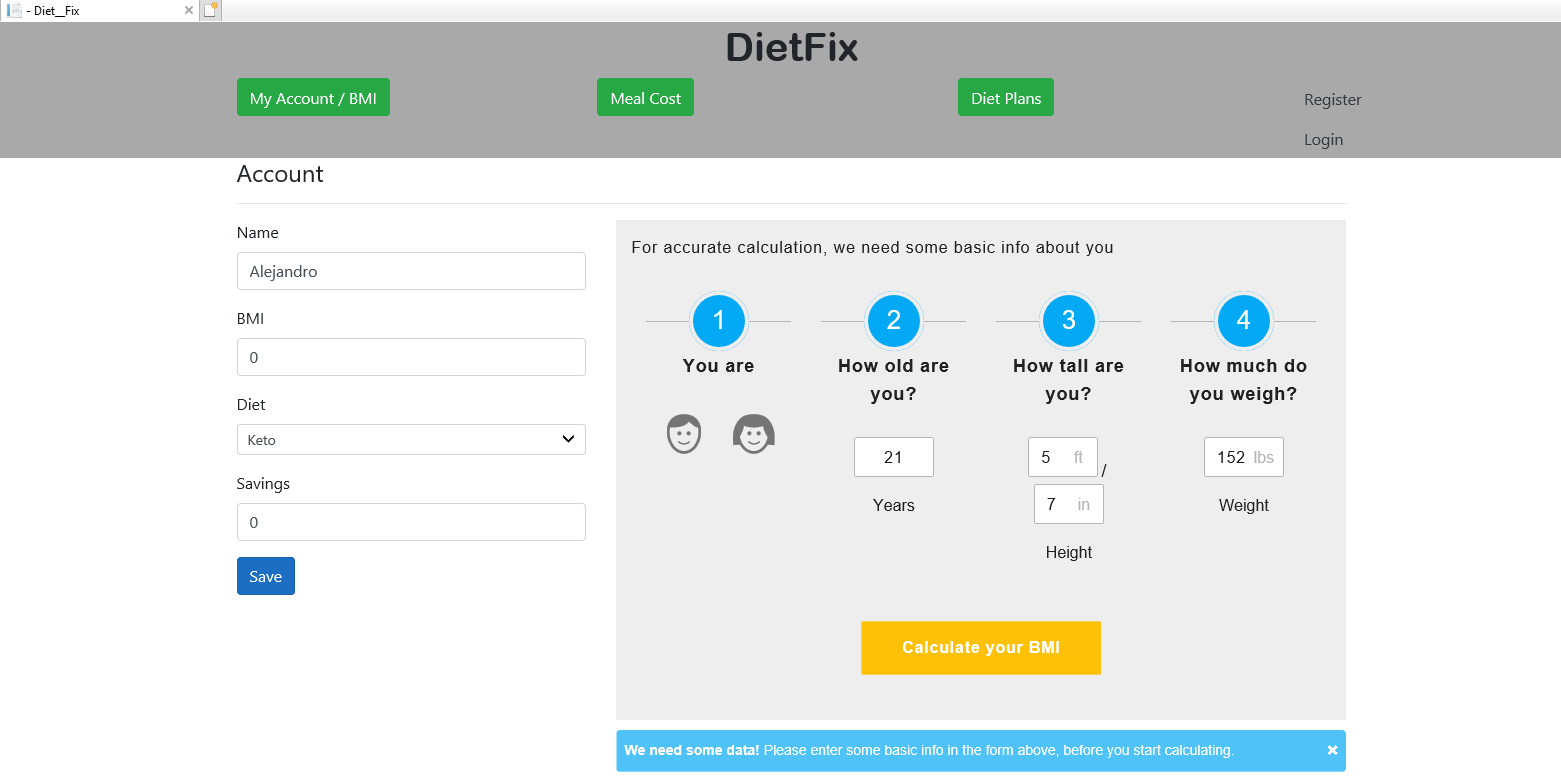 - Diet__Fix
DietFix
My Account / BMI
Meal Cost
Diet Plans
Register
Login
Account
Name
Alejandro
BMI
0
Diet
Keto
Savings
0
Save
For accurate calculation, we need some basic info about you
1
You are
2
How old are
you?
21
Years
3
How tall are
you?
5 ft /
7 in
Height
4
How much do
you weigh?
152 lbs
Weight
Calculate your BMI
We need some data! Please enter some basic info in the form above, before you start calculating.